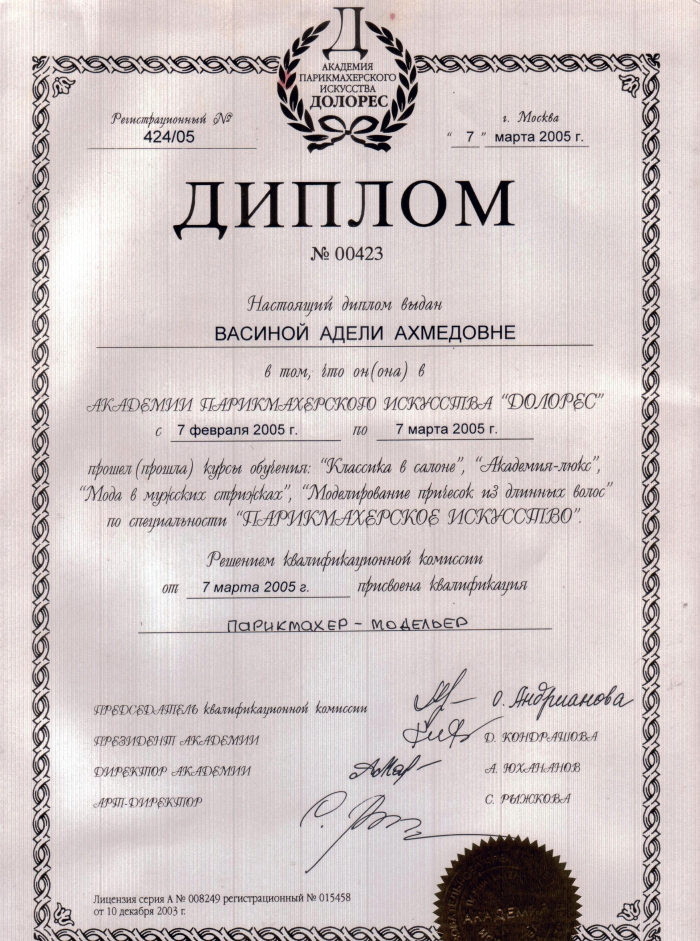 Д
АКАДЕМИЯ
ПАРИКМАХЕРСКОГО
ИСКУССТВА
ДОЛОРЕС
Регистрационный №
424/05
г. Москва
“ 7 ” марта 2005 г.
ДИПЛОМ
№ 00423
Настоящий диплом выдан
ВАСИНОЙ АДЕЛИ АХМЕДОВНЕ
в том, что он(она) в
АКАДЕМИИ ПАРИКМАХЕРСКОГО ИСКУССТВА “ДОЛОРЕС”
с 7 февраля 2005 г. по 7 марта 2005 г.
прошел(прошла) курсы обучения: “Классика в салоне”, “Академия-люкс”,
“Мода в мужских стрижках”, “Моделирование причесок из длинных волос”
по специальности “ПАРИКМАХЕРСКОЕ ИСКУССТВО”.
Решением квалификационной комиссии
от 7 марта 2005 г. присвоена квалификация
ПАРИКМАХЕР - МОДЕЛЬЕР
ПРЕДСЕДАТЕЛЬ квалификационной комиссии О. Андрианова
ПРЕЗИДЕНТ АКАДЕМИИ Д. КОНДРАШОВА
ДИРЕКТОР АКАДЕМИИ А. ЮХАНАНОВ
АРТ-ДИРЕКТОР С. РЫЖКОВА
Лицензия серия А № 008249 регистрационный № 015458
от 10 декабря 2003 г.
АКАДЕМИЯ